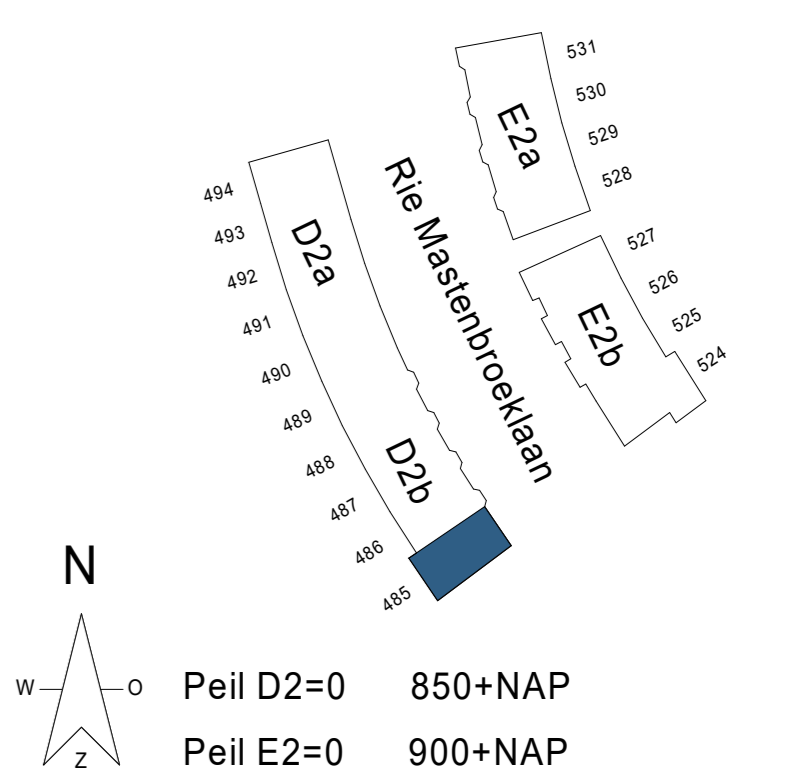 531
530
529
528
E2a
Rie Mastenbroeklaan
494
493
492
491
490
489
488
487
486
485
D2a
D2b
527
526
525
524
E2b
N
W
O
Z
Peil D2=0 850+NAP
Peil E2=0 900+NAP